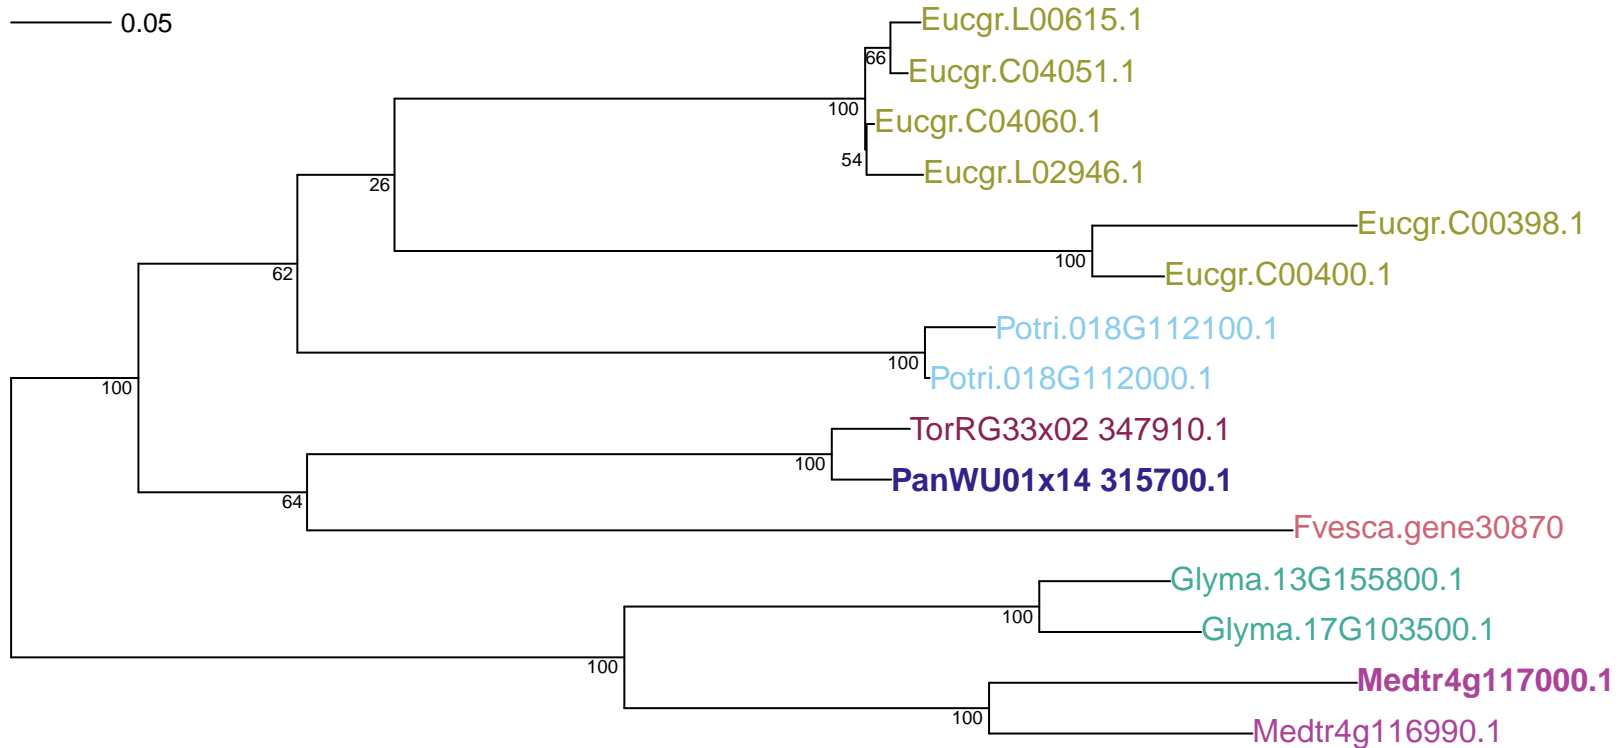 0.05
Eucgr.L00615.1
66
Eucgr.C04051.1
100
Eucgr.C04060.1
54
Eucgr.L02946.1
26
Eucgr.C00398.1
100
Eucgr.C00400.1
62
Potri.018G112100.1
100
Potri.018G112000.1
100
TorRG33x02 347910.1
100
PanWU01x14 315700.1
64
Fvesca.gene30870
Glyma.13G155800.1
100
Glyma.17G103500.1
100
Medtr4g117000.1
100
Medtr4g116990.1